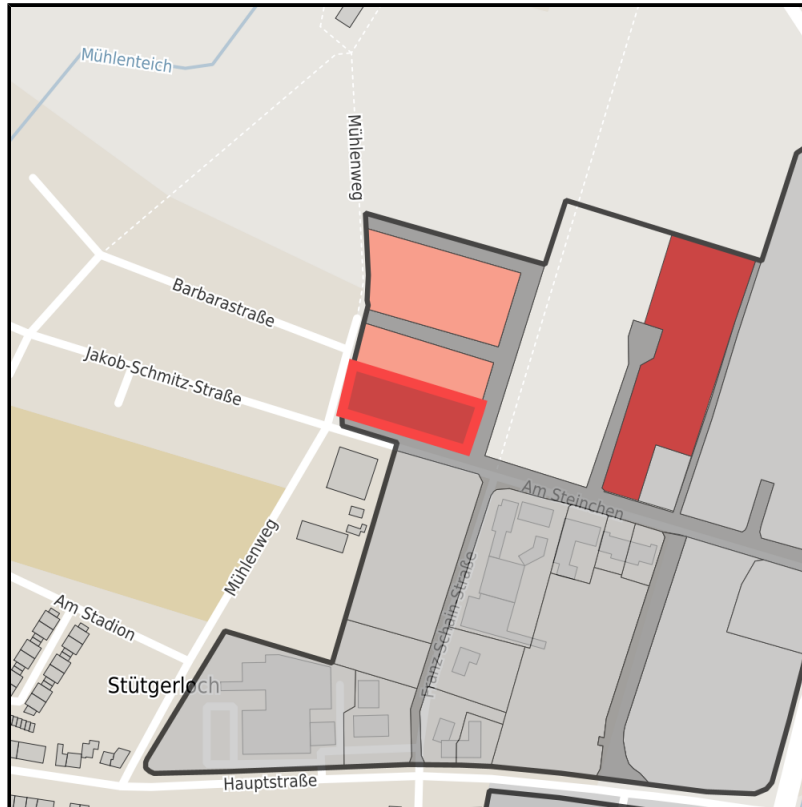 Mühlenteich
Mühlenweg
Barbarastraße
Jakob-Schmitz-Straße
Am Steinchen
Mühlenweg
Franz-Schain-Straße
Am Stadion
Stütgerloch
Hauptstraße